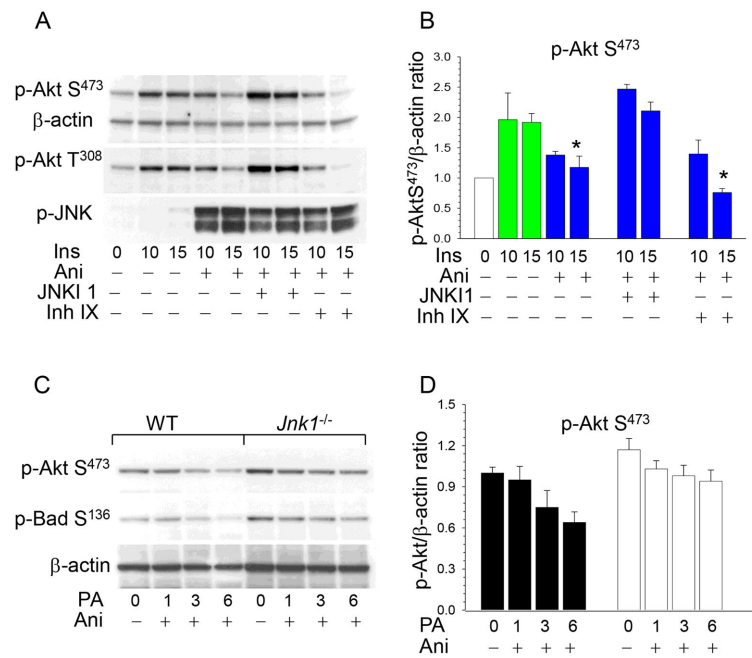 A
p-Akt S473
β-actin
p-Akt T308
p-JNK
Ins 0 10 15 10 15 10 15 10 15
Ani – – – + + + + + +
JNKI 1 – – – – – + + – –
Inh IX – – – – – – – + +
B
p-Akt S473
p-AktS473/β-actin ratio
3.0
2.5
2.0
1.5
1.0
0.5
0.0
* *
Ins 0 10 15 10 15 10 15 10 15
Ani – – – + + + + + +
JNKI1 – – – – – + + – –
Inh IX – – – – – – – + +
C
WT Jnk1-/-
p-Akt S473
p-Bad S136
β-actin
PA 0 1 3 6 0 1 3 6
Ani – + + + – + + +
D
p-Akt S473
p-Akt/β-actin ratio
1.5
1.2
0.9
0.6
0.3
0.0
PA 0 1 3 6 0 1 3 6
Ani – + + + – + + +